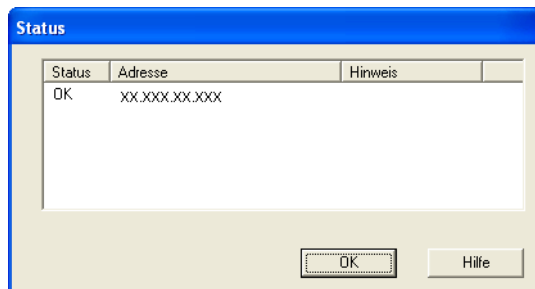 Status
Status Adresse Hinweis
OK XX.XXX.XX.XXX
OK Hilfe